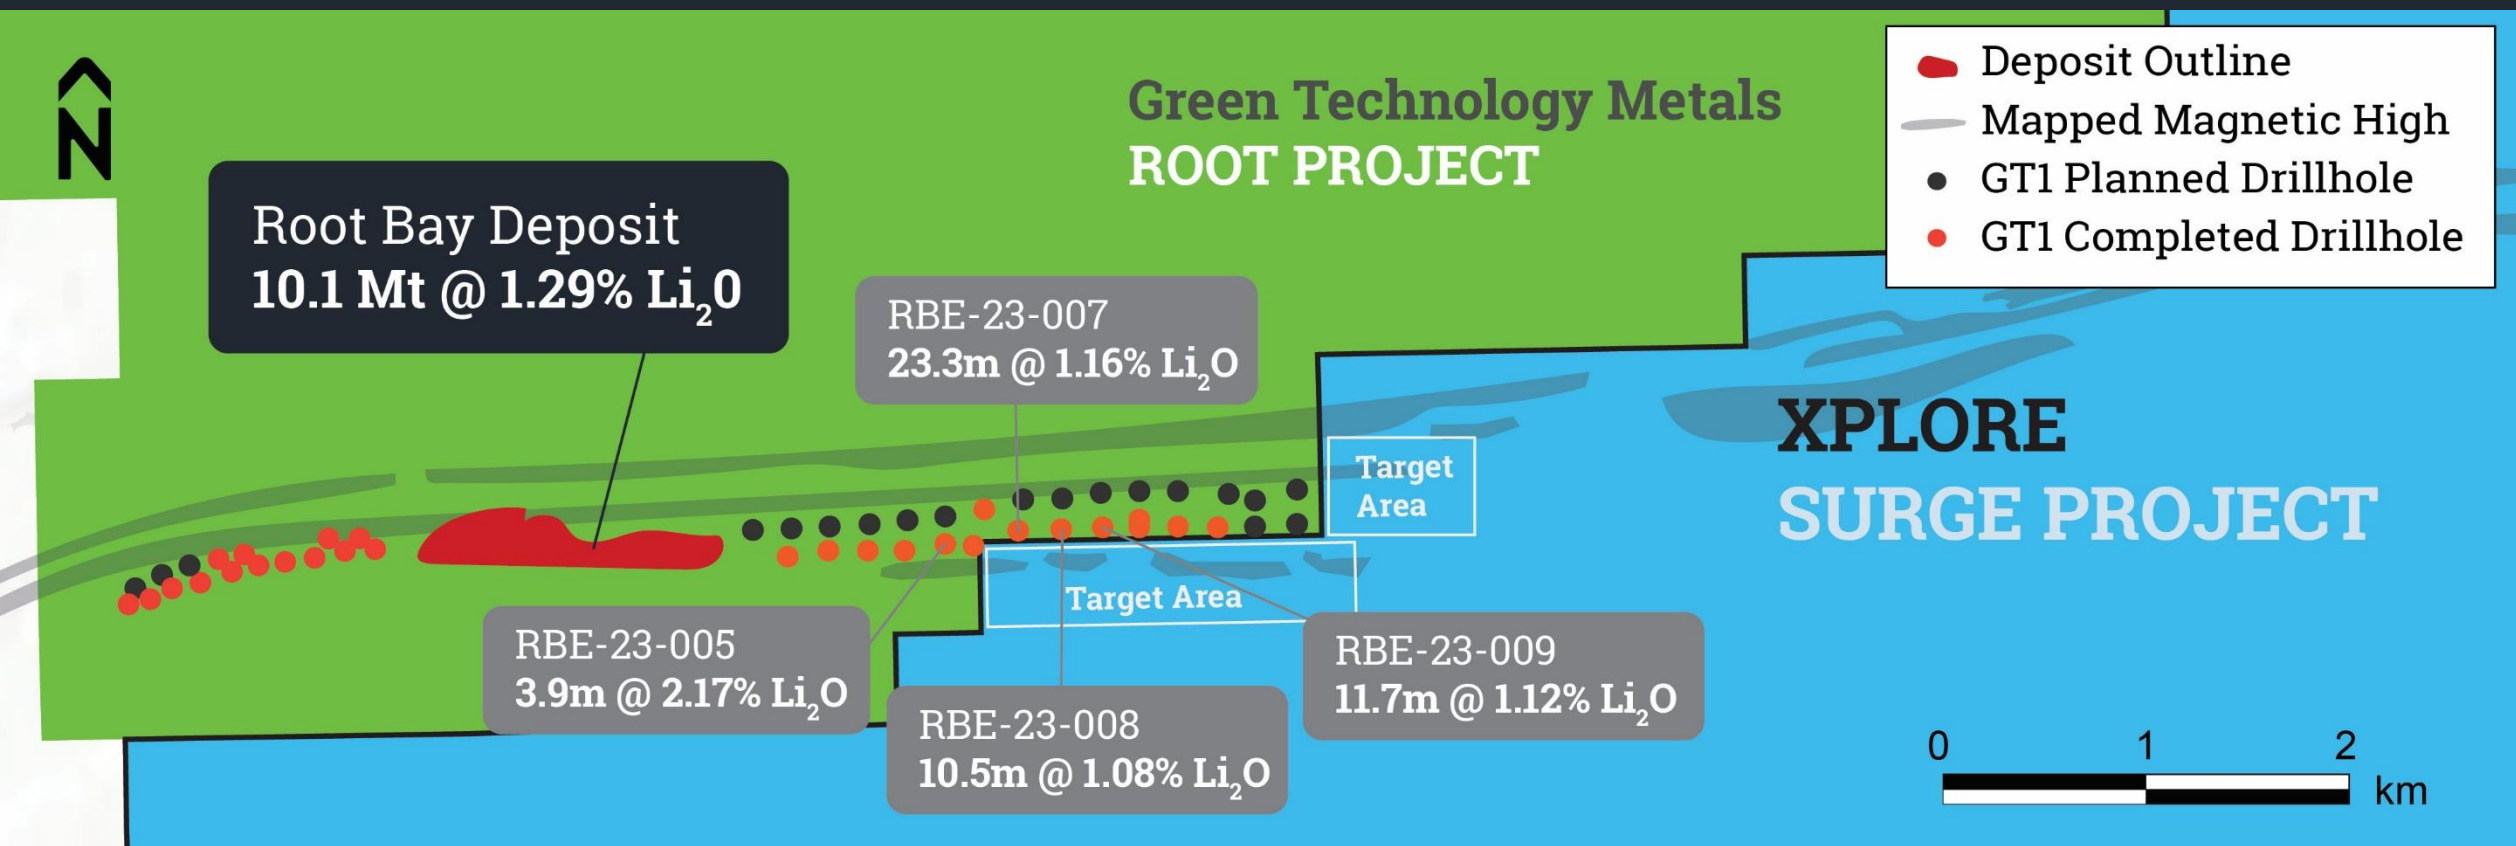 N
Green Technology Metals
ROOT PROJECT
Deposit Outline
Mapped Magnetic High
GT1 Planned Drillhole
GT1 Completed Drillhole
Root Bay Deposit
10.1 Mt @ 1.29% Li₂0
RBE-23-007
23.3m @ 1.16% Li₂O
XPLORE
SURGE PROJECT
Target
Area
Target Area
RBE-23-005
3.9m @ 2.17% Li₂O
RBE-23-008
10.5m @ 1.08% Li₂O
RBE-23-009
11.7m @ 1.12% Li₂O
0 1 2
km